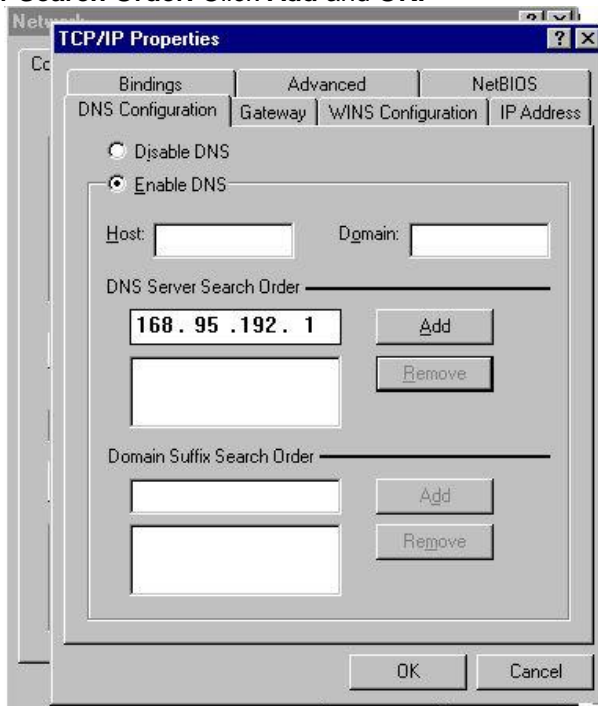 Search Order. Click Add and OK.
Network
TCP/IP Properties
Bindings Advanced NetBIOS
DNS Configuration Gateway WINS Configuration IP Address
Disable DNS
Enable DNS
Host: Domain:
DNS Server Search Order
168 . 95 .192. 1 Add
Remove
Domain Suffix Search Order
Add
Remove
OK Cancel